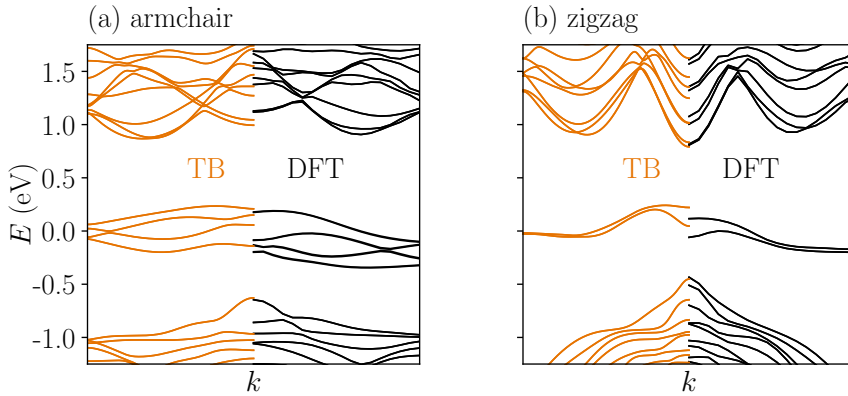 (a) armchair
(b) zigzag
E (eV)
1.5
1.0
0.5
0.0
-0.5
-1.0
TB
DFT
TB
DFT
k
k